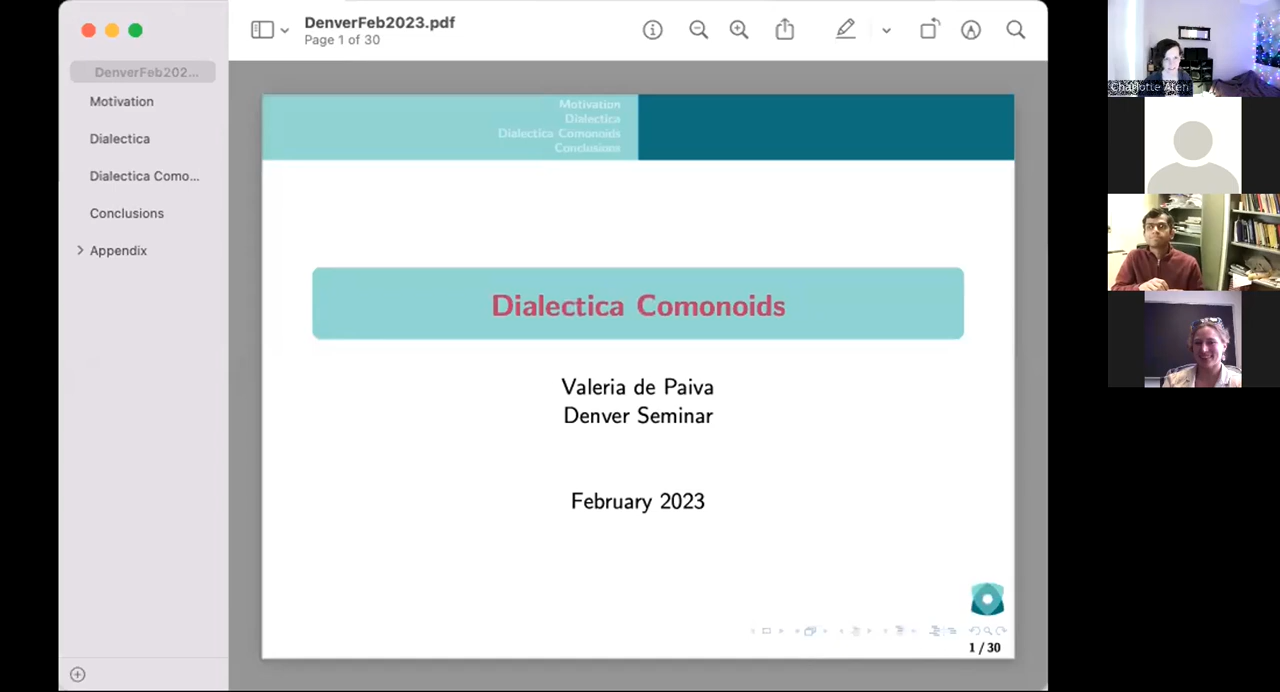 DenverFeb2023.pdf
Page 1 of 30
DenverFeb202...
Motivation
Dialectica
Dialectica Como...
Conclusions
Appendix
Motivation
Dialectica
Dialectica Comonoids
Conclusions
Dialectica Comonoids
Valeria de Paiva
Denver Seminar
February 2023
1 / 30
Charlotte Aten